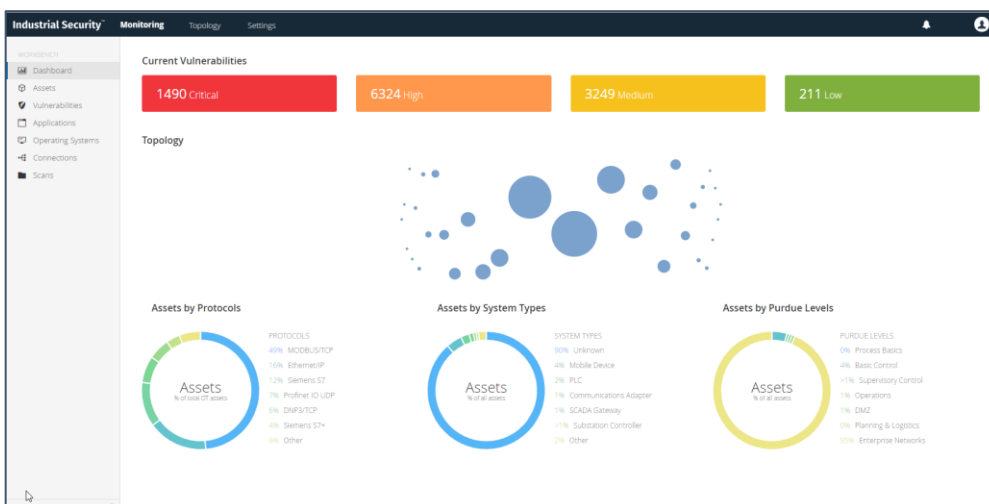 Industrial Security™ Monitoring Topology Settings
WORKBENCH
Dashboard
Assets
Vulnerabilities
Applications
Operating Systems
Connections
Scans
Current Vulnerabilities
1490 Critical
6324 High
3249 Medium
211 Low
Topology
Assets by Protocols
Assets
% of local OT assets
PROTOCOLS
49% MODBUS/TCP
16% Ethernet/IP
12% Siemens S7
7% Profinet IO UDP
6% DNP3/TCP
4% Siemens S7+
6% Other
Assets by System Types
Assets
% of all assets
SYSTEM TYPES
90% Unknown
4% Mobile Device
2% PLC
1% Communications Adapter
1% SCADA Gateway
>1% Substation Controller
2% Other
Assets by Purdue Levels
Assets
% of all assets
PURDUE LEVELS
0% Process Basics
4% Basic Control
>1% Supervisory Control
1% Operations
1% DMZ
0% Planning & Logistics
Enterprise Networks